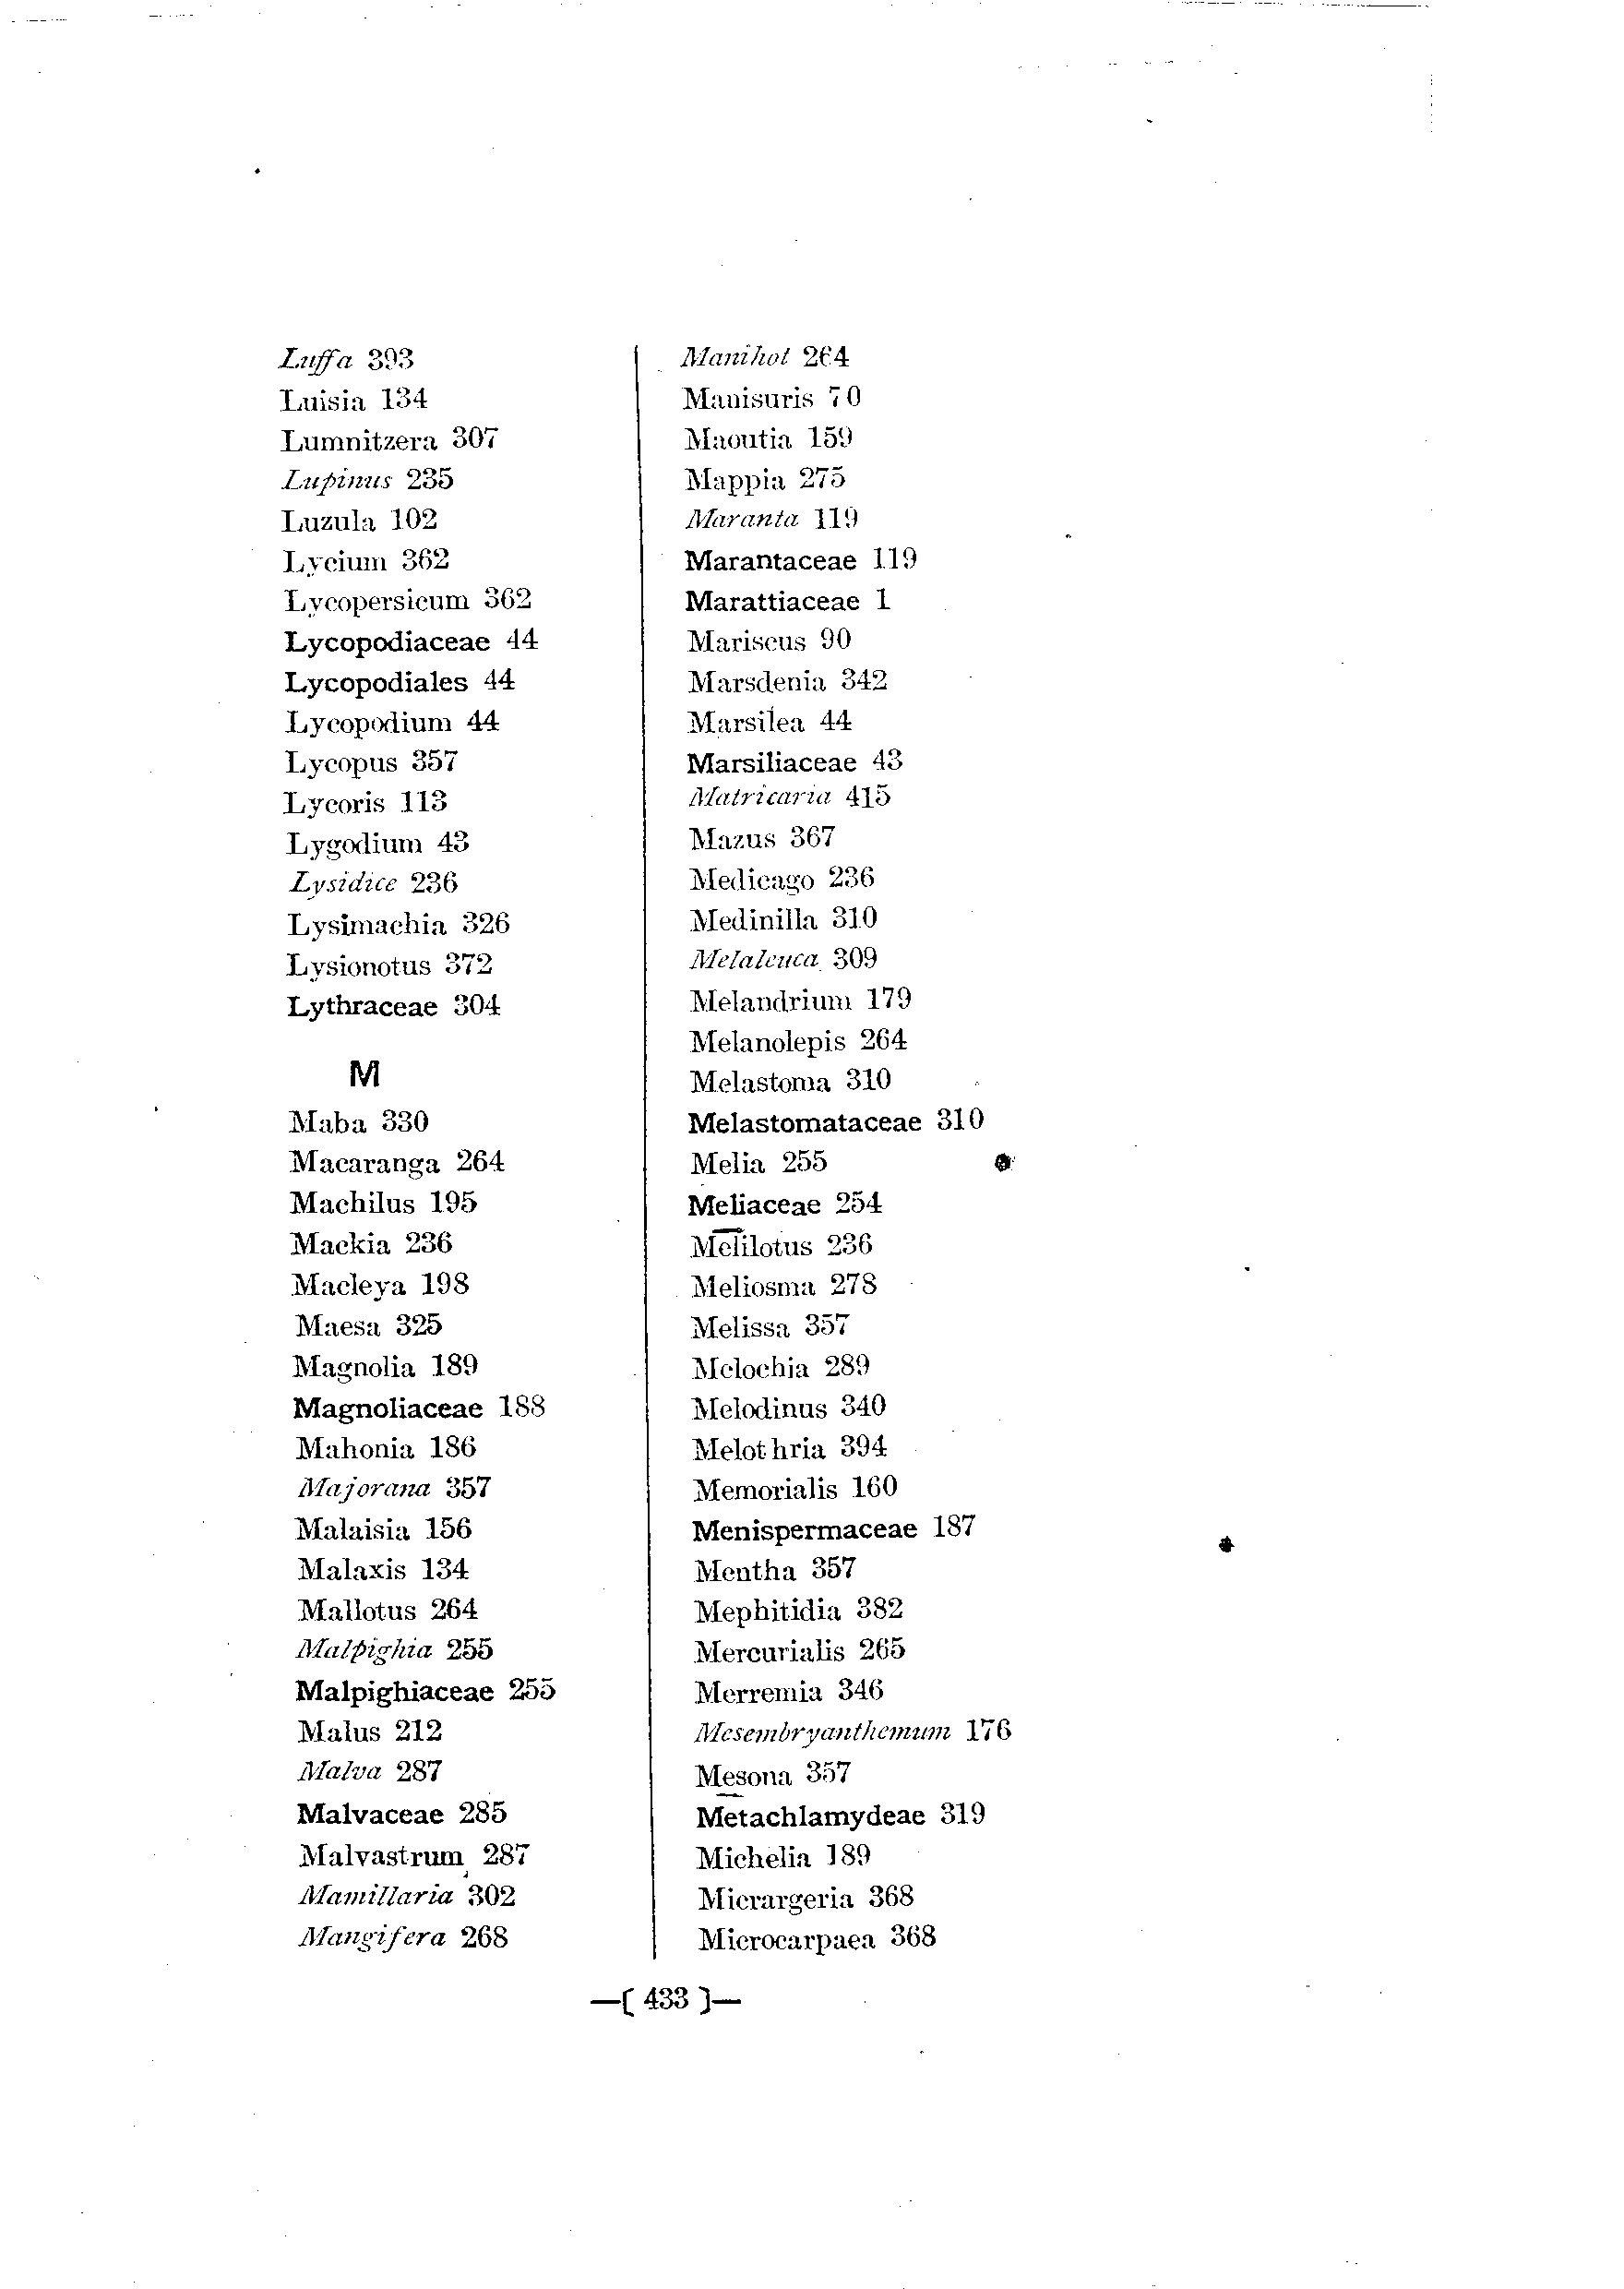 Luffa 393
Luisia 134
Lumnitzera 307
Lupinus 235
Luzula 102
Lycium 362
Lycopersicum 362
Lycopodiaceae 44
Lycopodiales 44
Lycopodium 44
Lycopus 357
Lycoris 113
Lygodium 43
Lysidice 236
Lysimachia 326
Lysionotus 372
Lythraceae 304
M
Maba 330
Macaranga 264
Machilus 195
Mackia 236
Macleya 198
Maesa 325
Magnolia 189
Magnoliaceae 188
Mahonia 186
Majorana 357
Malaisia 156
Malaxis 134
Mallotus 264
Malpighia 255
Malpighiaceae 255
Malus 212
Malva 287
Malvaceae 285
Malvastrum 287
Mamillaria 302
Mangifera 268
Manihot 264
Manisuris 70
Maoutia 159
Mappia 275
Maranta 119
Marantaceae 119
Marattiaceae 1
Mariscus 90
Marsdenia 342
Marsilea 44
Marsiliaceae 43
Matricaria 415
Mazus 367
Medicago 236
Medinilla 310
Melaleuca 309
Melandrium 179
Melanolepis 264
Melastoma 310
Melastomataceae 310
Melia 255
Meliaceae 254
Melilotus 236
Meliosma 278
Melissa 357
Melochia 289
Melodinus 340
Melothria 394
Memorialis 160
Menispermaceae 187
Mentha 357
Mephitidia 382
Mercurialis 265
Merremia 346
Mesembryanthemum 176
Mesona 357
Metachlamydeae 319
Michelia 189
Micrargeria 368
Microcarpaea 368
—( 433 )—